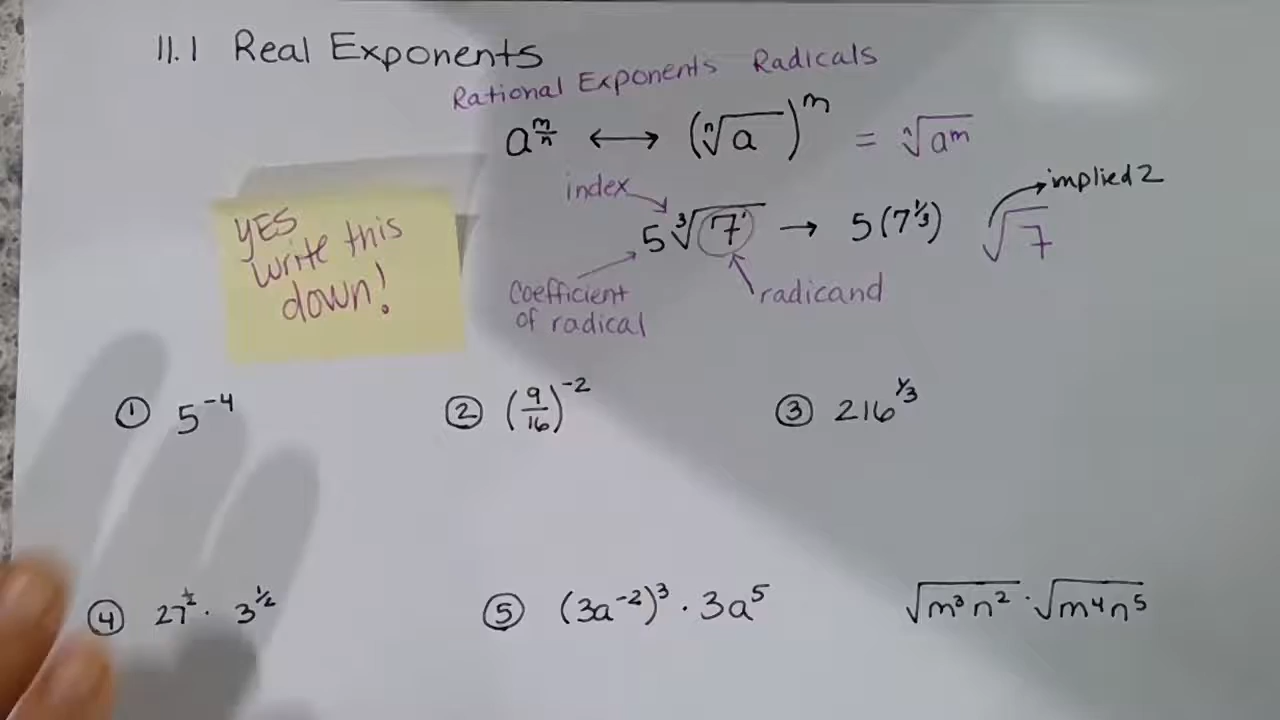 11.1 Real Exponents
Rational Exponents Radicals
a^(m/n) ⟷ (ⁿ√a)^m = ⁿ√(a^m)
index
implied 2
5 ³√(7¹) → 5(7^(1/3)) √7
coefficient
of radical
radicand
YES
write this
down!
① 5^(-4) ② (9/16)^(-2) ③ 216^(1/3)
④ 27^(1/2) · 3^(1/2) ⑤ (3a^(-2))^3 · 3a^5 √(m³n²) · √(m⁴n⁵)